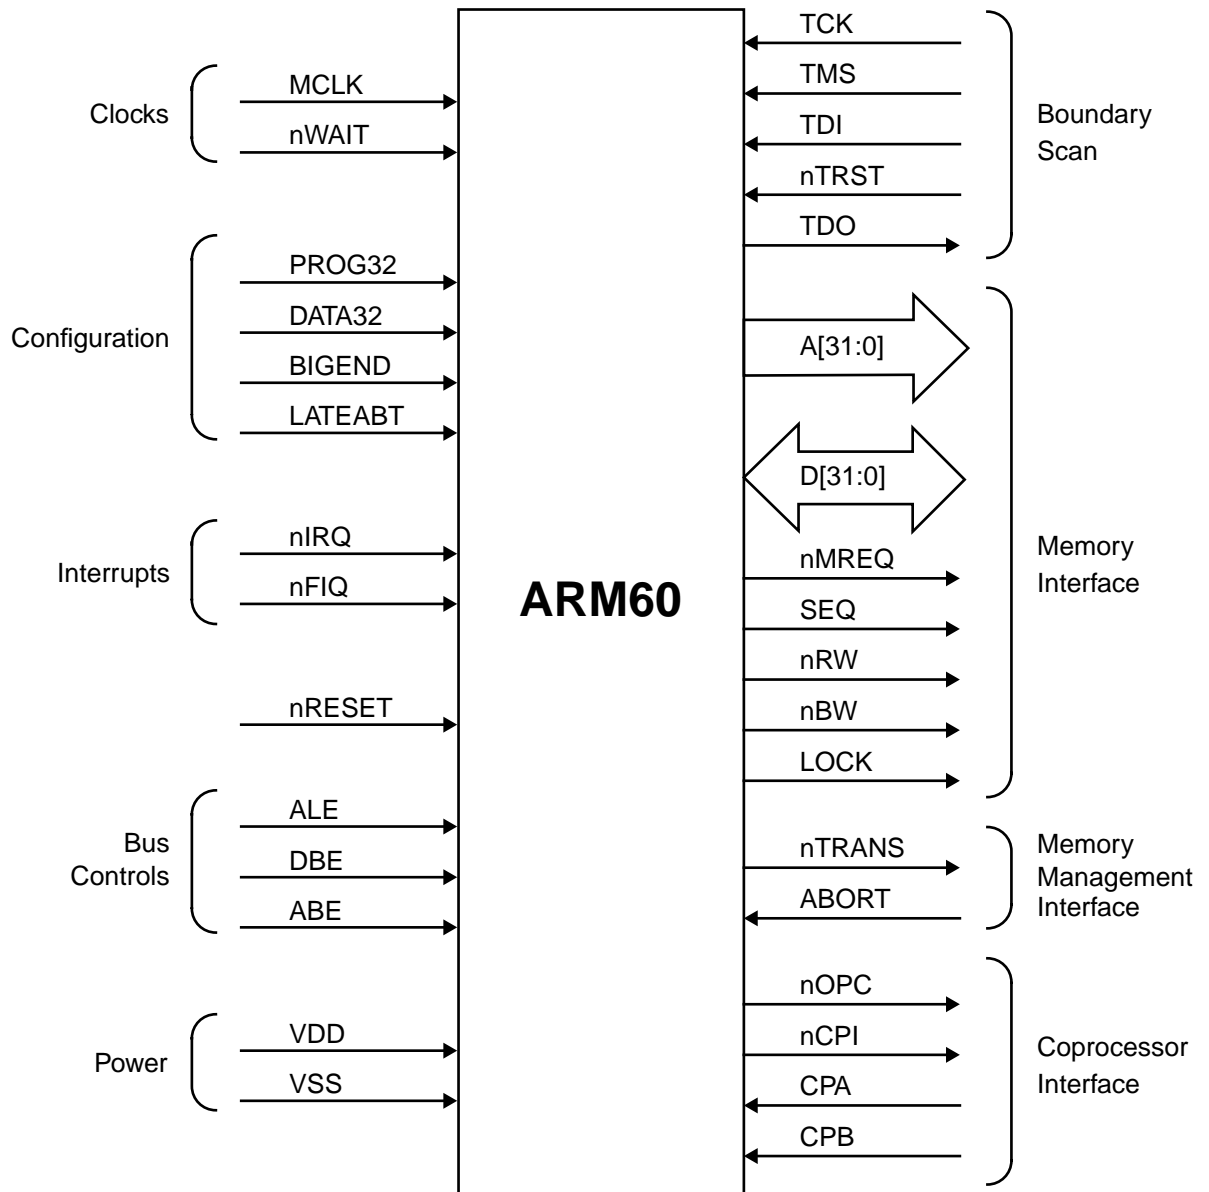 Clocks
MCLK
nWAIT
Configuration
PROG32
DATA32
BIGEND
LATEABT
Interrupts
nIRQ
nFIQ
nRESET
Bus
Controls
ALE
DBE
ABE
Power
VDD
VSS
ARM60
TCK
TMS
TDI
nTRST
TDO
Boundary
Scan
A[31:0]
D[31:0]
nMREQ
SEQ
nRW
nBW
LOCK
Memory
Interface
nTRANS
ABORT
Memory
Management
Interface
nOPC
nCPI
CPA
CPB
Coprocessor
Interface